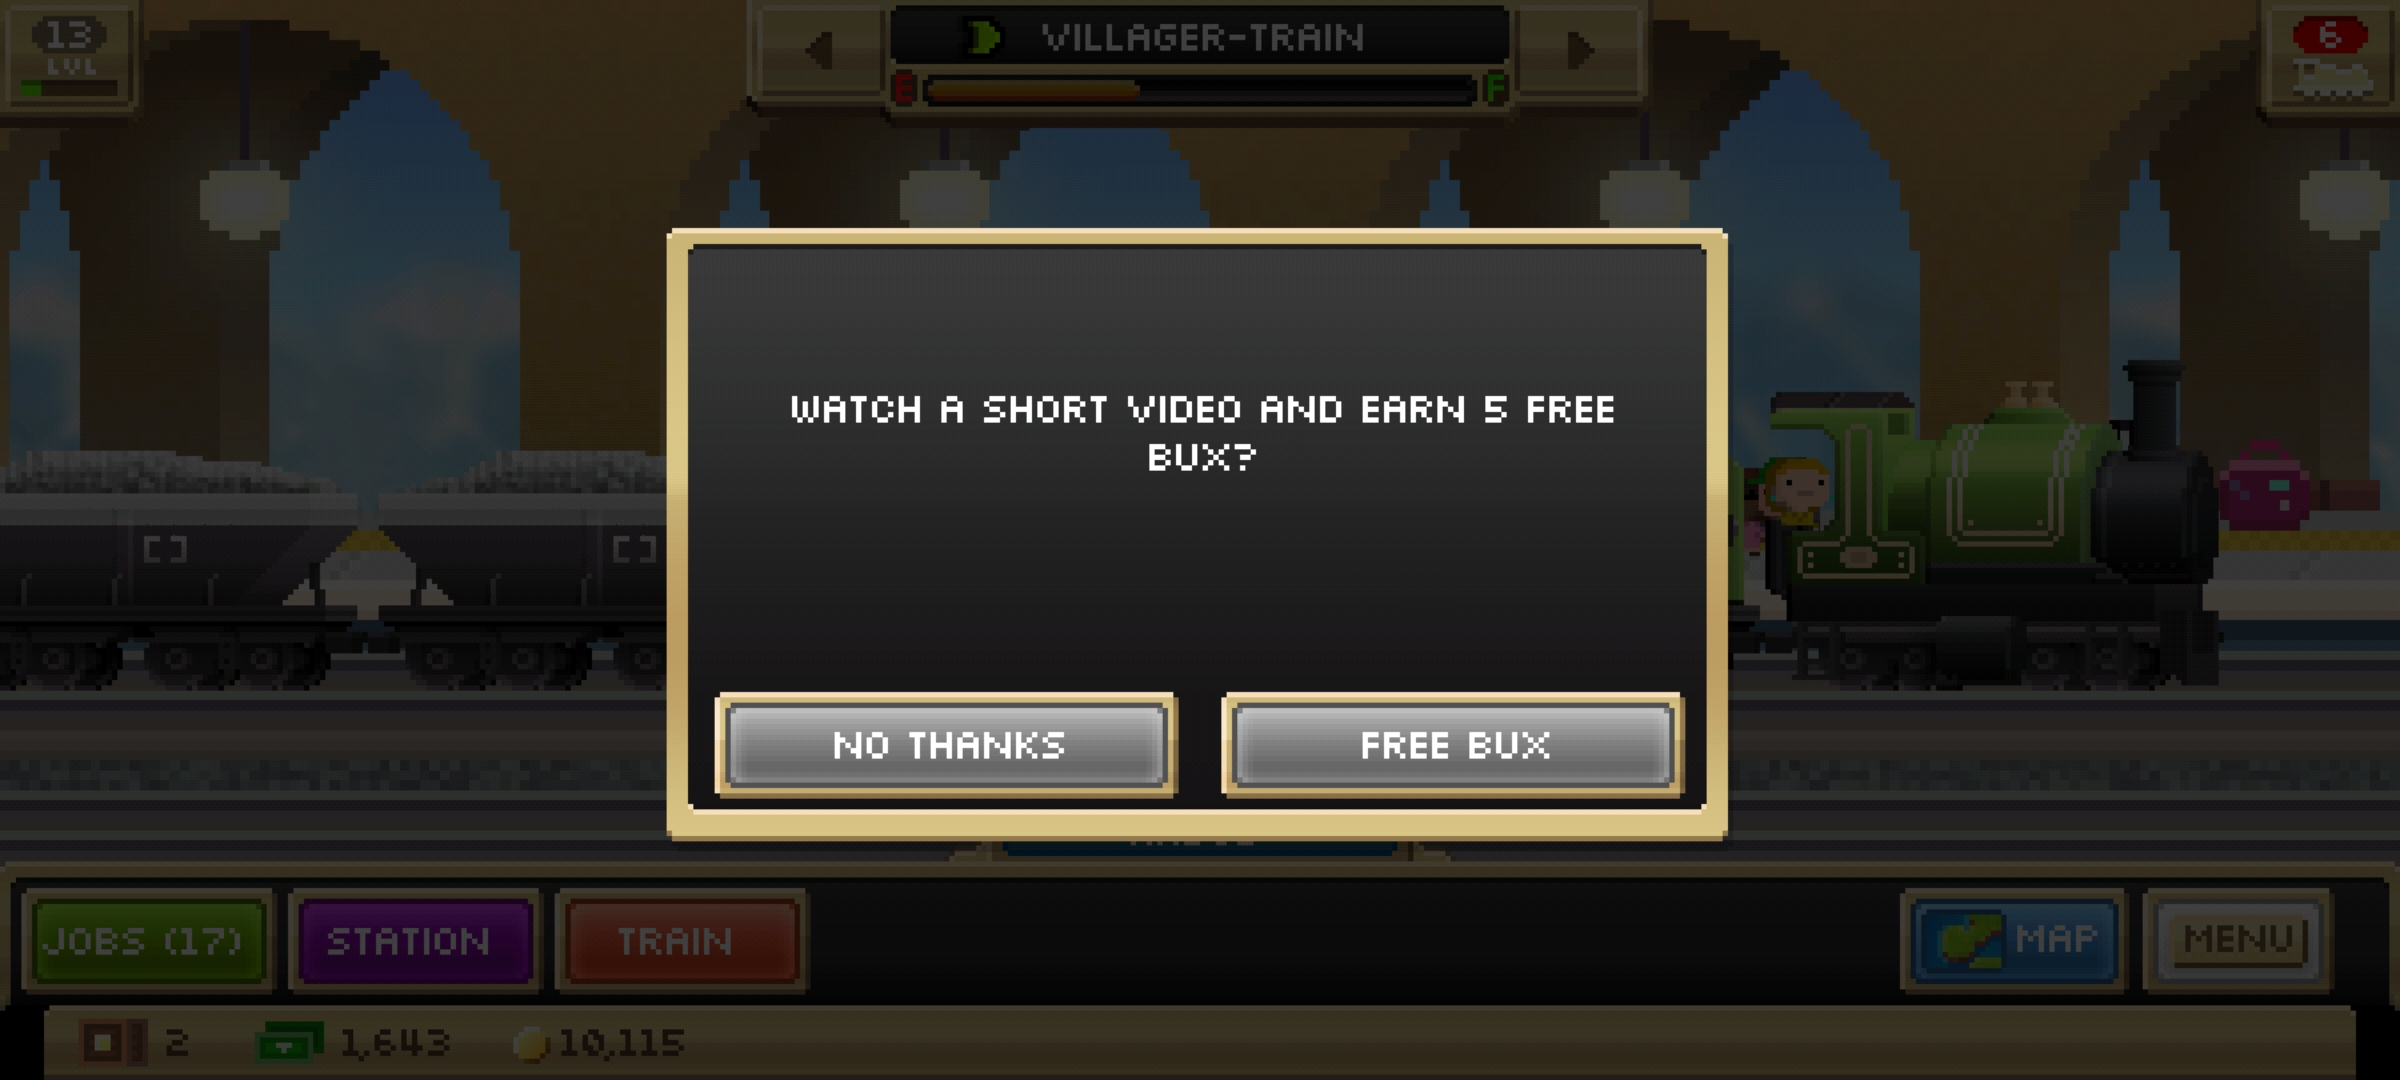 13
LVL
VILLAGER-TRAIN
E F
6
WATCH A SHORT VIDEO AND EARN 5 FREE
BUX?
NO THANKS
FREE BUX
JOBS (17)
STATION
TRAIN
MAP
MENU
2
1,643
10,115